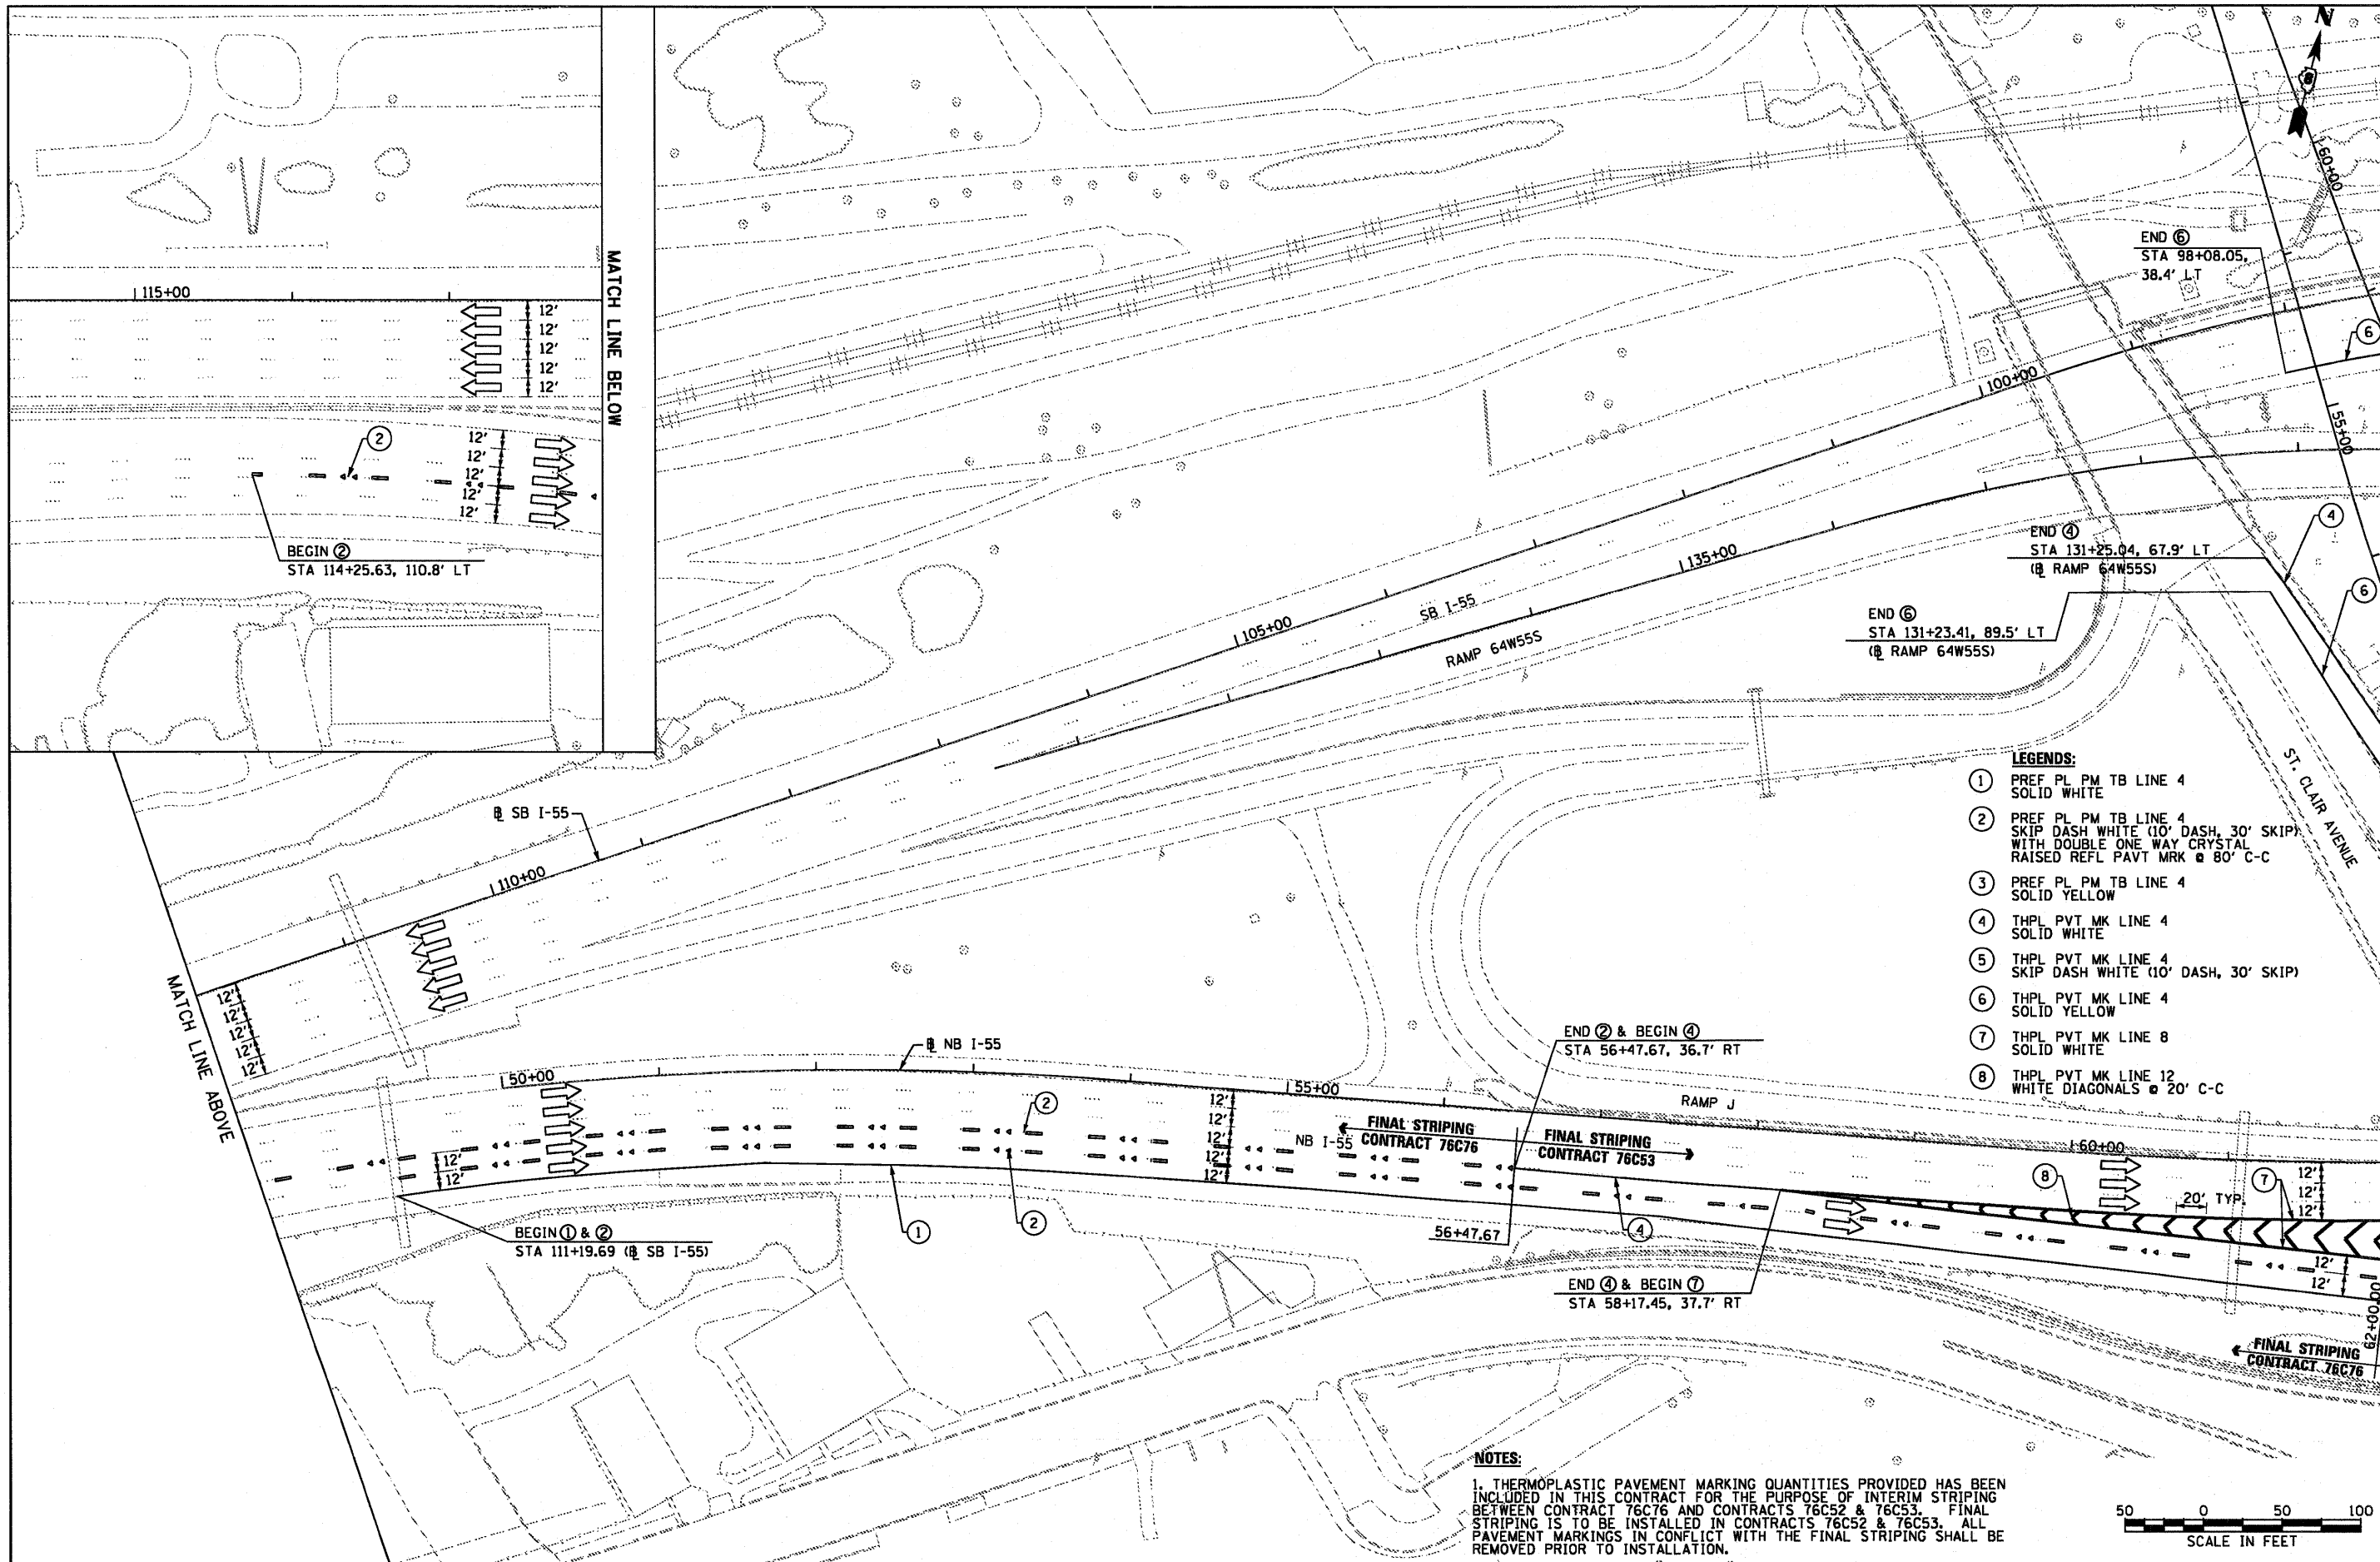 N
60+00
MATCH LINE BELOW
115+00
12'
12'
12'
12'
12'
2
12'
12'
12'
12'
12'
BEGIN ②
STA 114+25.63, 110.8' LT
END ⑥
STA 98+08.05,
38.4' LT
6
100+00
55+00
4
END ④
STA 131+25.04, 67.9' LT
(℄ RAMP 64W55S)
6
END ⑥
STA 131+23.41, 89.5' LT
(℄ RAMP 64W55S)
135+00
105+00
SB I-55
RAMP 64W55S
℄ SB I-55
110+00
ST. CLAIR AVENUE
LEGENDS:
1 PREF PL PM TB LINE 4
SOLID WHITE
2 PREF PL PM TB LINE 4
SKIP DASH WHITE (10' DASH, 30' SKIP)
WITH DOUBLE ONE WAY CRYSTAL
RAISED REFL PAVT MRK @ 80' C-C
3 PREF PL PM TB LINE 4
SOLID YELLOW
4 THPL PVT MK LINE 4
SOLID WHITE
5 THPL PVT MK LINE 4
SKIP DASH WHITE (10' DASH, 30' SKIP)
6 THPL PVT MK LINE 4
SOLID YELLOW
7 THPL PVT MK LINE 8
SOLID WHITE
8 THPL PVT MK LINE 12
WHITE DIAGONALS @ 20' C-C
MATCH LINE ABOVE
12'
12'
12'
12'
12'
℄ NB I-55
50+00
2
55+00
END ② & BEGIN ④
STA 56+47.67, 36.7' RT
RAMP J
12'
12'
12'
12'
12'
NB I-55
FINAL STRIPING
CONTRACT 76C76
FINAL STRIPING
CONTRACT 76C53
60+00
12'
12'
12'
12'
12'
8
20' TYP.
7
BEGIN ① & ②
STA 111+19.69 (℄ SB I-55)
1
2
56+47.67
4
END ④ & BEGIN ⑦
STA 58+17.45, 37.7' RT
12'
12'
62+00.00
FINAL STRIPING
CONTRACT 76C76
NOTES:
1. THERMOPLASTIC PAVEMENT MARKING QUANTITIES PROVIDED HAS BEEN
INCLUDED IN THIS CONTRACT FOR THE PURPOSE OF INTERIM STRIPING
BETWEEN CONTRACT 76C76 AND CONTRACTS 76C52 & 76C53. FINAL
STRIPING IS TO BE INSTALLED IN CONTRACTS 76C52 & 76C53. ALL
PAVEMENT MARKINGS IN CONFLICT WITH THE FINAL STRIPING SHALL BE
REMOVED PRIOR TO INSTALLATION.
50 0 50 100
SCALE IN FEET